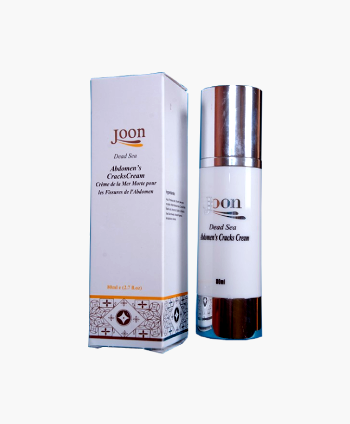 Joon
Dead Sea
Abdomen's
CracksCream
Crème de la Mer Morte pour
les Fissures de l'Abdomen
joon
Dead Sea
Abdomen's Cracks Cream
80ml